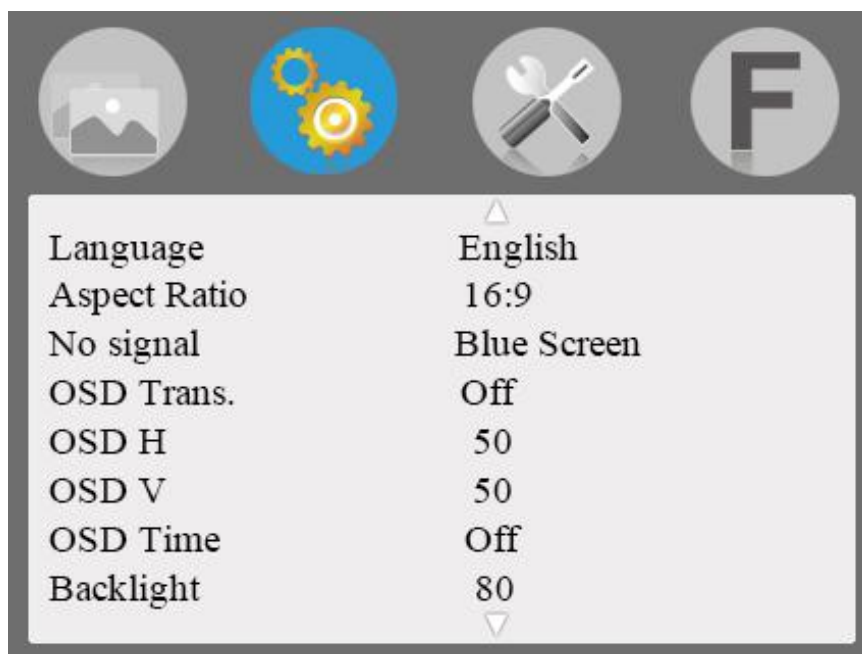 F
Language English
Aspect Ratio 16:9
No signal Blue Screen
OSD Trans. Off
OSD H 50
OSD V 50
OSD Time Off
Backlight 80